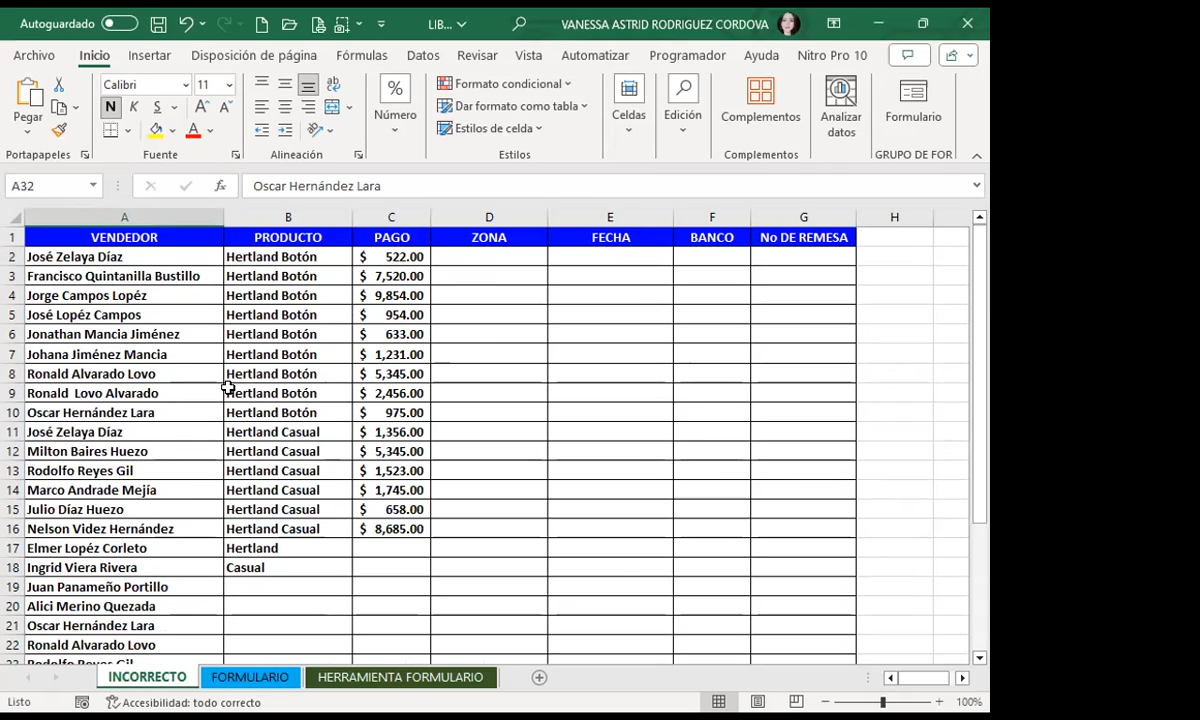 Autoguardado LIB... VANESSA ASTRID RODRIGUEZ CORDOVA
Archivo Inicio Insertar Disposición de página Fórmulas Datos Revisar Vista Automatizar Programador Ayuda Nitro Pro 10
Calibri 11 % Formato condicional
Dar formato como tabla
Pegar N K S Número Estilos de celda Celdas Edición Complementos Analizar datos Formulario
Portapapeles Fuente Alineación Estilos Complementos GRUPO DE FOR
A32 fx Oscar Hernández Lara
A B C D E F G H
1 VENDEDOR PRODUCTO PAGO ZONA FECHA BANCO No DE REMESA
2 José Zelaya Díaz Hertland Botón $ 522.00
3 Francisco Quintanilla Bustillo Hertland Botón $ 7,520.00
4 Jorge Campos Lopéz Hertland Botón $ 9,854.00
5 José Lopéz Campos Hertland Botón $ 954.00
6 Jonathan Mancia Jiménez Hertland Botón $ 633.00
7 Johana Jiménez Mancia Hertland Botón $ 1,231.00
8 Ronald Alvarado Lovo Hertland Botón $ 5,345.00
9 Ronald Lovo Alvarado Hertland Botón $ 2,456.00
10 Oscar Hernández Lara Hertland Botón $ 975.00
11 José Zelaya Díaz Hertland Casual $ 1,356.00
12 Milton Baires Huezo Hertland Casual $ 5,345.00
13 Rodolfo Reyes Gil Hertland Casual $ 1,523.00
14 Marco Andrade Mejía Hertland Casual $ 1,745.00
15 Julio Díaz Huezo Hertland Casual $ 658.00
16 Nelson Videz Hernández Hertland Casual $ 8,685.00
17 Elmer Lopéz Corleto Hertland
18 Ingrid Viera Rivera Casual
19 Juan Panameño Portillo
20 Alici Merino Quezada
21 Oscar Hernández Lara
22 Ronald Alvarado Lovo
23 Rodolfo Reyes Gil
INCORRECTO FORMULARIO HERRAMIENTA FORMULARIO
Listo Accesibilidad: todo correcto 100%